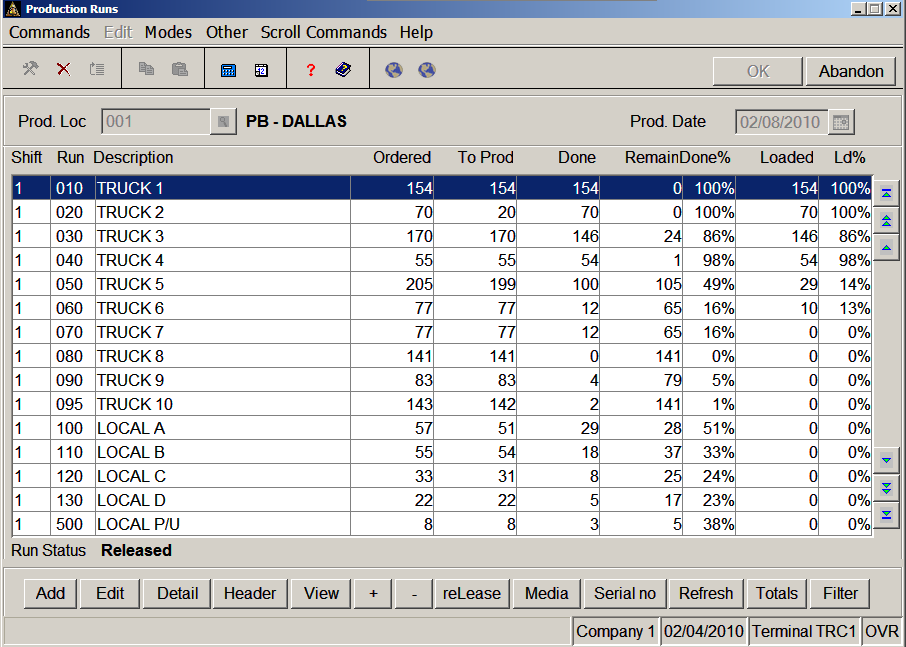 Production Runs
Commands Edit Modes Other Scroll Commands Help
OK Abandon
Prod. Loc 001 PB - DALLAS Prod. Date 02/08/2010
Shift Run Description Ordered To Prod Done Remain Done% Loaded Ld%
1 010 TRUCK 1 154 154 154 0 100% 154 100%
1 020 TRUCK 2 70 20 70 0 100% 70 100%
1 030 TRUCK 3 170 170 146 24 86% 146 86%
1 040 TRUCK 4 55 55 54 1 98% 54 98%
1 050 TRUCK 5 205 199 100 105 49% 29 14%
1 060 TRUCK 6 77 77 12 65 16% 10 13%
1 070 TRUCK 7 77 77 12 65 16% 0 0%
1 080 TRUCK 8 141 141 0 141 0% 0 0%
1 090 TRUCK 9 83 83 4 79 5% 0 0%
1 095 TRUCK 10 143 142 2 141 1% 0 0%
1 100 LOCAL A 57 51 29 28 51% 0 0%
1 110 LOCAL B 55 54 18 37 33% 0 0%
1 120 LOCAL C 33 31 8 25 24% 0 0%
1 130 LOCAL D 22 22 5 17 23% 0 0%
1 500 LOCAL P/U 8 8 3 5 38% 0 0%
Run Status Released
Add Edit Detail Header View + - reLease Media Serial no Refresh Totals Filter
Company 1 02/04/2010 Terminal TRC1 OVR